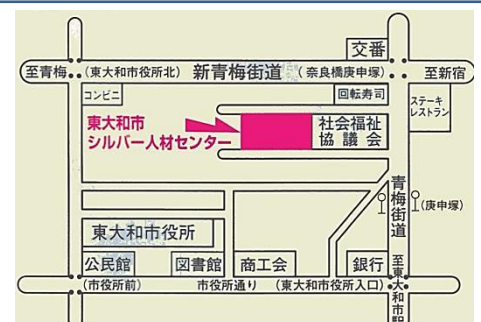 交番
至青梅
(東大和市役所北)
新青梅街道
(奈良橋庚申塚)
至新宿
コンビニ
回転寿司
ステーキ
レストラン
東大和市
シルバー人材センター
社会福祉
協議会
青梅街道
(庚申塚)
東大和市役所
公民館
図書館
商工会
銀行
至東大和市駅
(市役所前)
市役所通り
(東大和市役所入口)